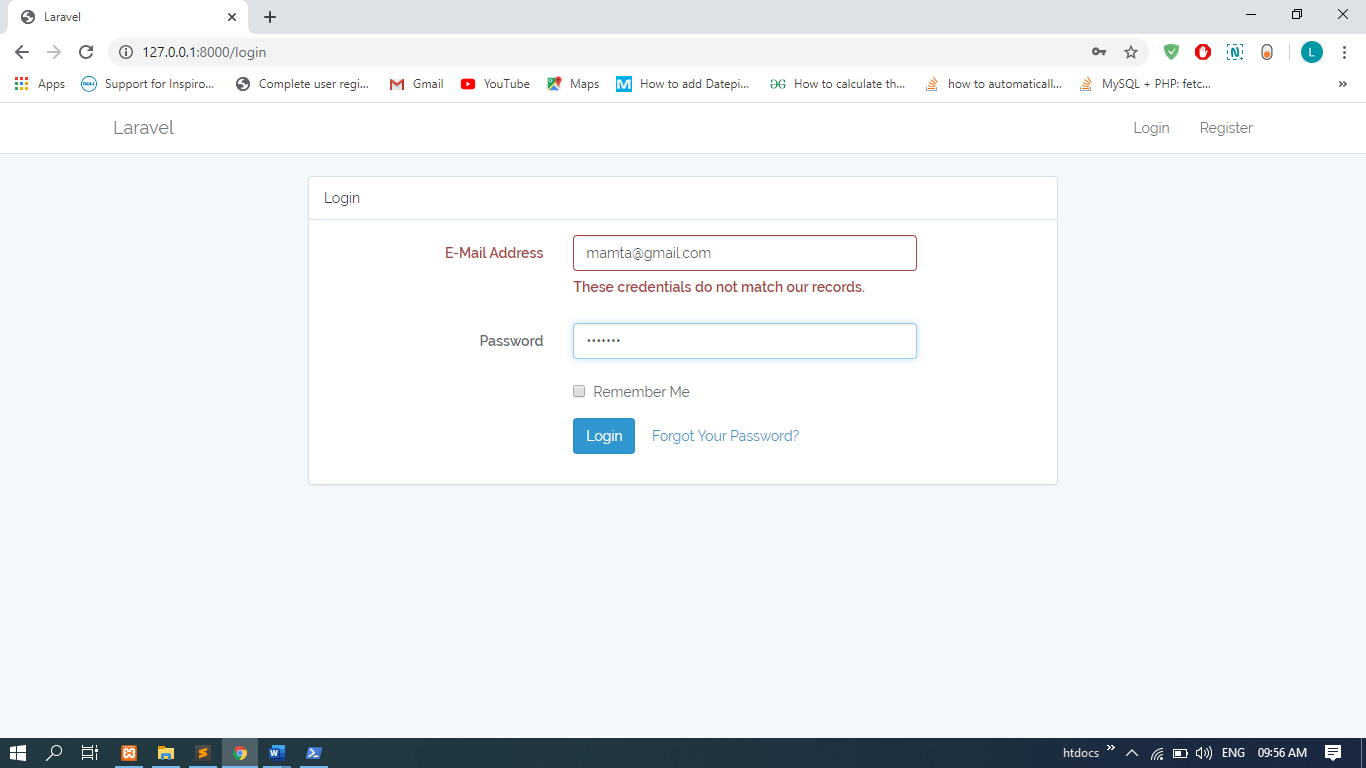 Laravel
127.0.0.1:8000/login
L
Apps Support for Inspiro... Complete user regi... Gmail YouTube Maps How to add Datepi... How to calculate th... how to automaticall... MySQL + PHP: fetc... »
Laravel Login Register
Login
E-Mail Address mamta@gmail.com
These credentials do not match our records.
Password •••••••
Remember Me
Login Forgot Your Password?
htdocs » ENG 09:56 AM